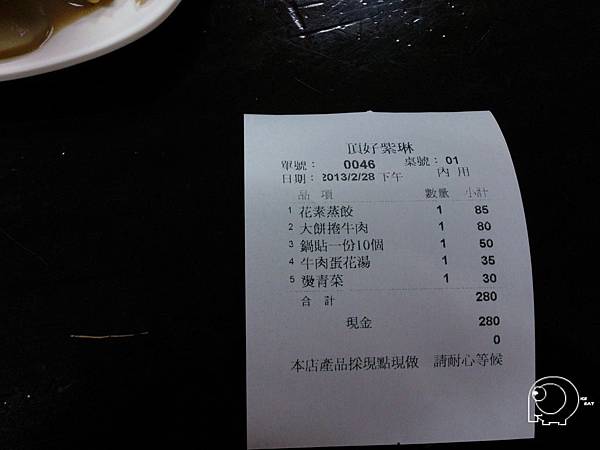 頂好紫琳
單號： 0046 桌號：01
日期：2013/2/28 下午 內 用
品 項 數量 小計
1 花素蒸餃 1 85
2 大餅捲牛肉 1 80
3 鍋貼一份10個 1 50
4 牛肉蛋花湯 1 35
5 燙青菜 1 30
合 計 280
現金 280
0
本店產品採現點現做 請耐心等候